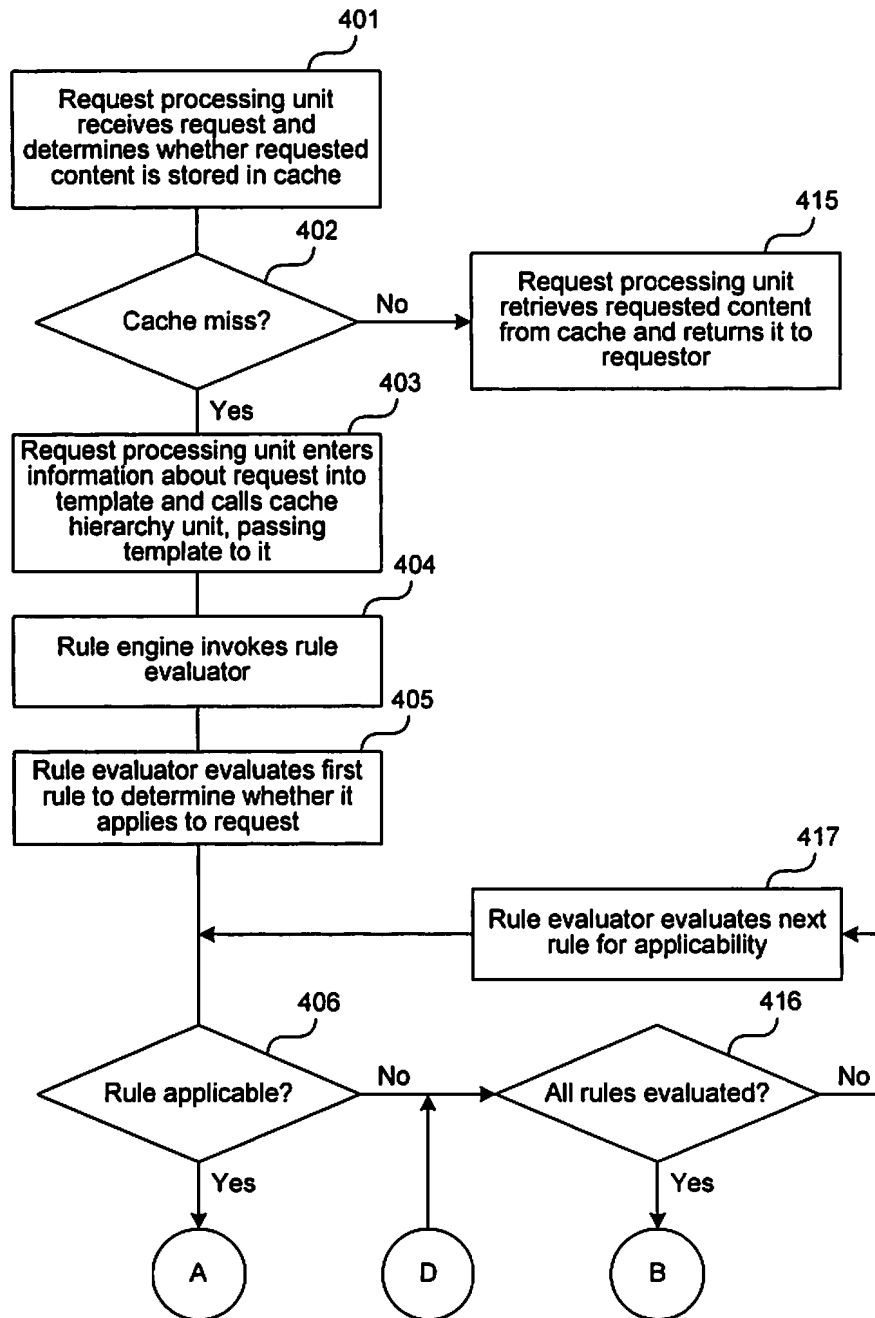 401
Request processing unit
receives request and
determines whether requested
content is stored in cache
402
Cache miss?
No
415
Request processing unit
retrieves requested content
from cache and returns it to
requestor
Yes
403
Request processing unit enters
information about request into
template and calls cache
hierarchy unit, passing
template to it
404
Rule engine invokes rule
evaluator
405
Rule evaluator evaluates first
rule to determine whether it
applies to request
417
Rule evaluator evaluates next
rule for applicability
406
Rule applicable?
No
416
All rules evaluated?
No
Yes
Yes
A
D
B